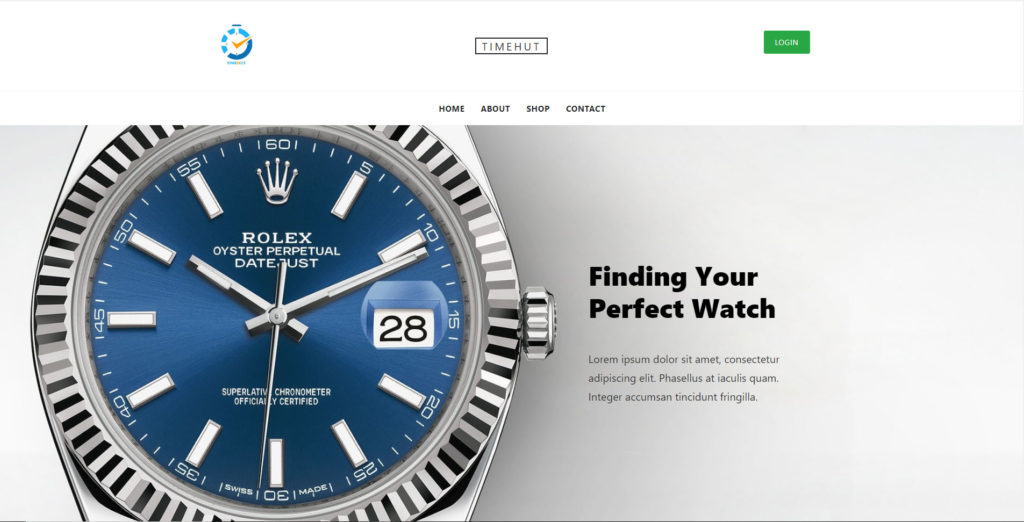 TIMEHUT
LOGIN
HOME ABOUT SHOP CONTACT
60
55 5
50 10
ROLEX
OYSTER PERPETUAL
DATEJUST
45 15
28
SUPERLATIVE CHRONOMETER
OFFICIALLY CERTIFIED
40 20
35 25
SWISS 30 MADE
Finding Your
Perfect Watch
Lorem ipsum dolor sit amet, consectetur
adipiscing elit. Phasellus at iaculis quam.
Integer accumsan tincidunt fringilla.